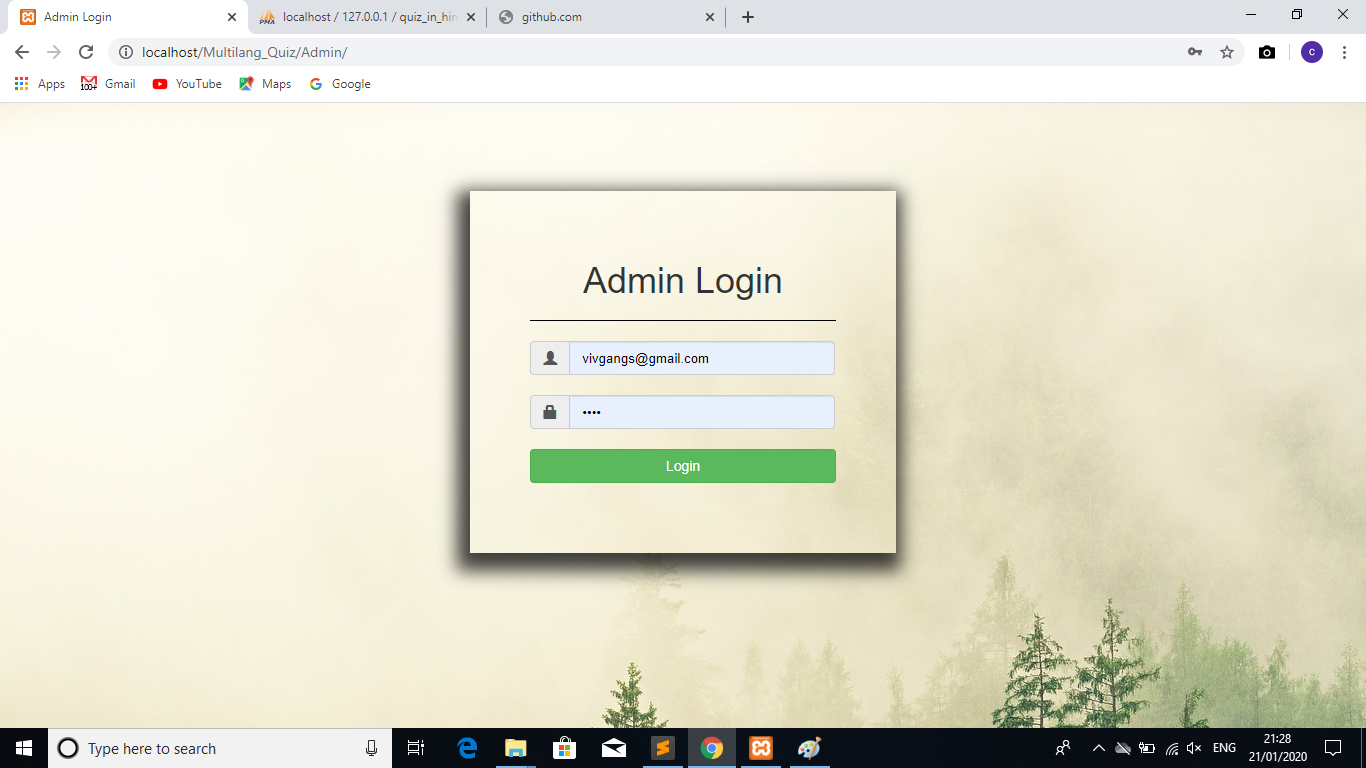 Admin Login
localhost / 127.0.0.1 / quiz_in_hin
github.com
localhost/Multilang_Quiz/Admin/
C
Apps
100+
Gmail
YouTube
Maps
Google
Admin Login
vivgangs@gmail.com
••••
Login
Type here to search
ENG
21:28
21/01/2020